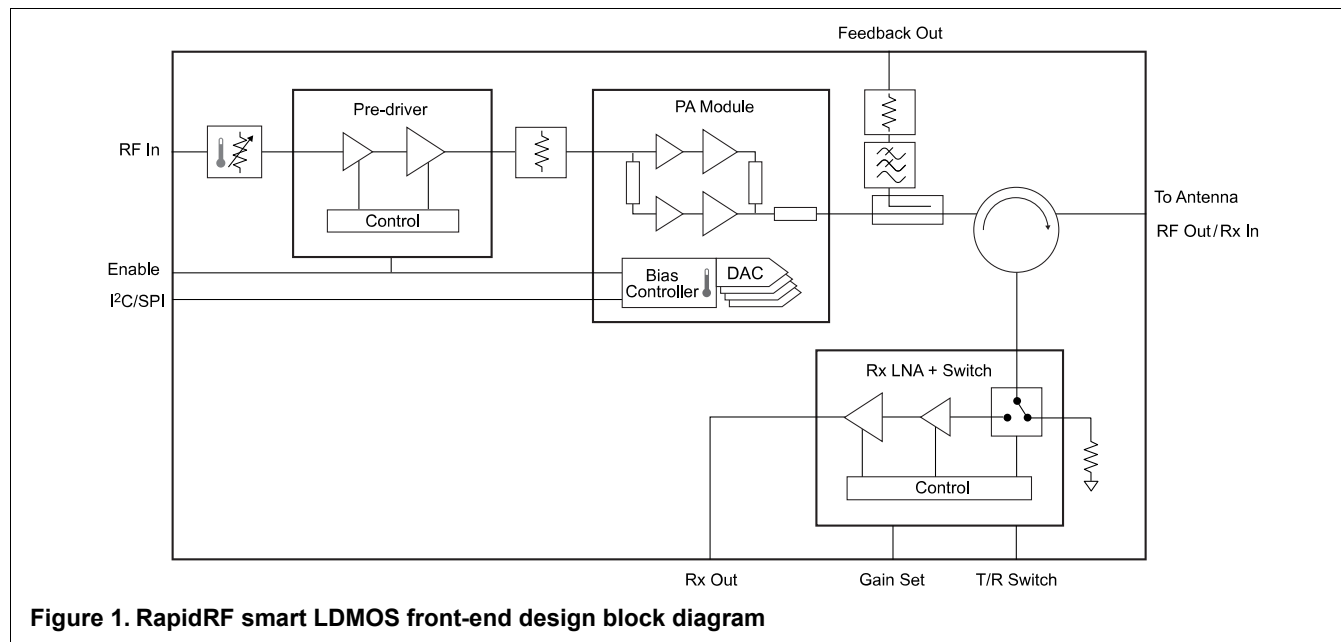 Feedback Out
Pre-driver
PA Module
RF In
To Antenna
RF Out/Rx In
Control
Enable
I²C/SPI
Bias
Controller
DAC
Rx LNA + Switch
Control
Rx Out
Gain Set
T/R Switch
Figure 1. RapidRF smart LDMOS front-end design block diagram